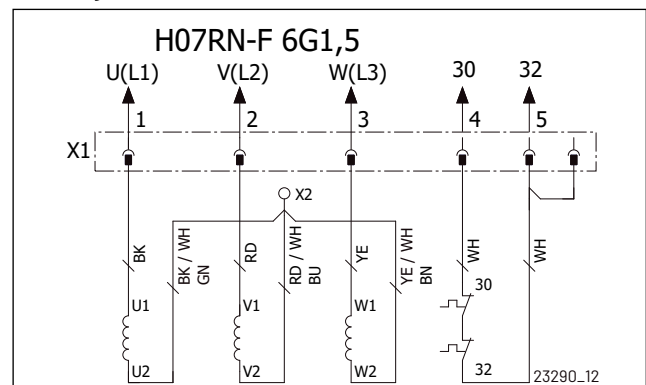 H07RN-F 6G1,5
U(L1) V(L2) W(L3) 30 32
1 2 3 4 5
X1
X2
BK BK / WH GN RD RD / WH BU YE YE / WH BN WH WH
30
U1 V1 W1
U2 V2 W2 32
23290_12